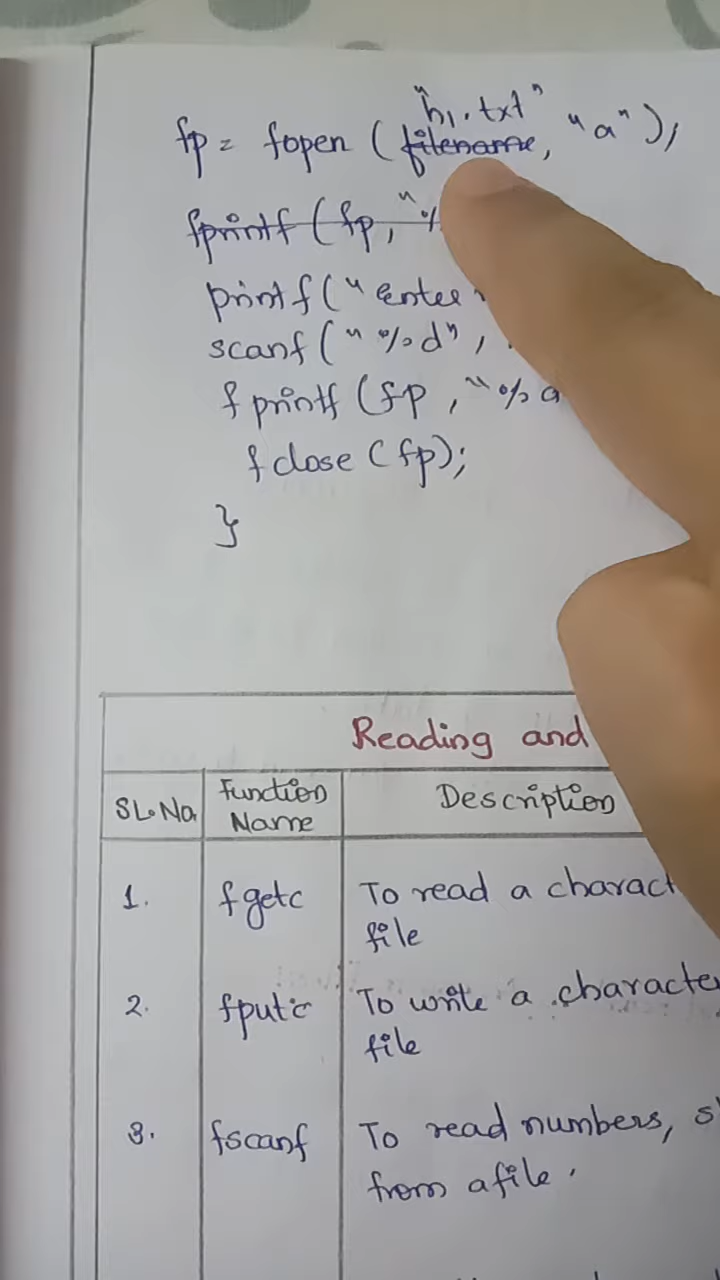 "h1.txt"
fp = fopen (filename, "a");
fprintf (fp, "%
printf (" enter
scanf (" %d",
fprintf (fp, "%d
fclose (fp);
}
Reading and
SL.No. Function Name Description
1. fgetc To read a charact
file
2. fputc To write a character
file
3. fscanf To read numbers, s
from a file.